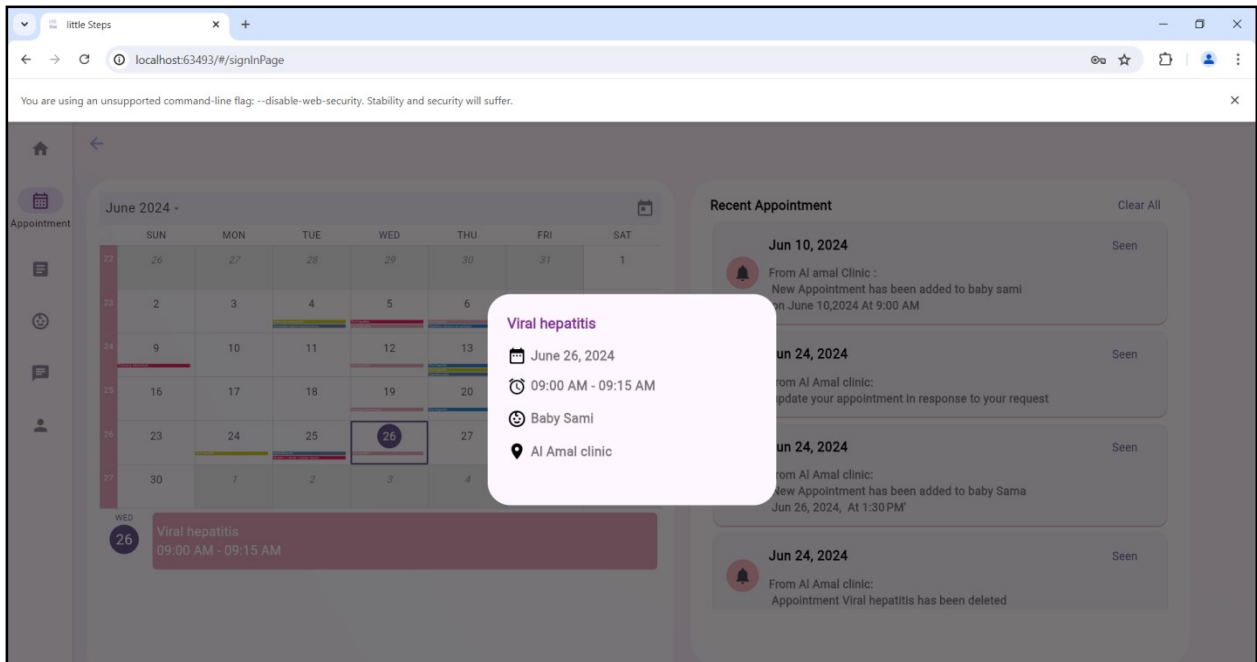 little Steps
localhost:63493/#/signInPage
You are using an unsupported command-line flag: --disable-web-security. Stability and security will suffer.
Appointment
June 2024
SUN MON TUE WED THU FRI SAT
22 26 27 28 29 30 31 1
23 2 3 4 5 6
24 9 10 11 12 13
25 16 17 18 19 20
26 23 24 25 26 27
27 30 1 2 3 4
WED
26
Viral hepatitis
09:00 AM - 09:15 AM
Viral hepatitis
June 26, 2024
09:00 AM - 09:15 AM
Baby Sami
Al Amal clinic
Recent Appointment Clear All
Jun 10, 2024 Seen
From Al amal Clinic :
New Appointment has been added to baby sami
on June 10,2024 At 9:00 AM
un 24, 2024 Seen
rom Al Amal clinic:
update your appointment in response to your request
un 24, 2024 Seen
rom Al Amal clinic:
New Appointment has been added to baby Sama
Jun 26, 2024, At 1:30 PM'
Jun 24, 2024 Seen
From Al Amal clinic:
Appointment Viral hepatitis has been deleted